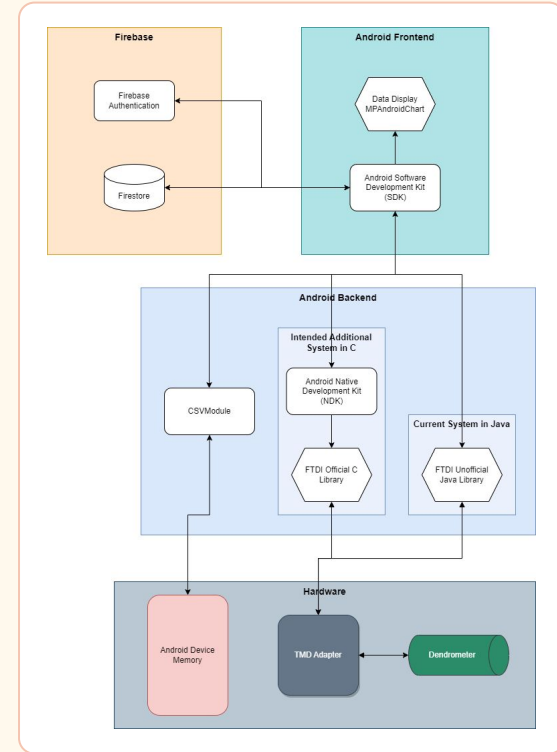 Firebase
Android Frontend
Firebase
Authentication
Data Display
MPAndroidChart
Firestore
Android Software
Development Kit
(SDK)
Android Backend
Intended Additional
System in C
Android Native
Development Kit
(NDK)
CSVModule
Current System in Java
FTDI Official C
Library
FTDI Unofficial
Java Library
Hardware
Android Device
Memory
TMD Adapter
Dendrometer